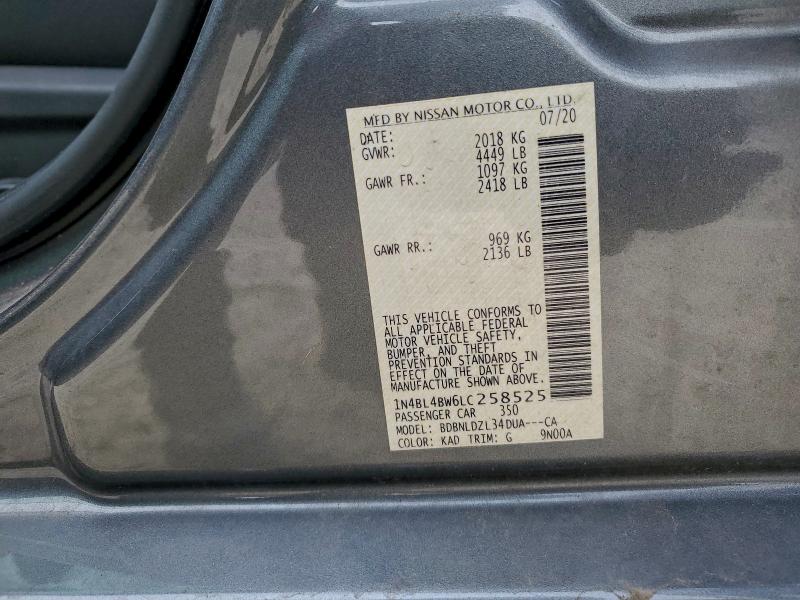 MFD BY NISSAN MOTOR CO., LTD.
DATE: 07/20
GVWR: 2018 KG
4449 LB
GAWR FR.: 1097 KG
2418 LB
GAWR RR.: 969 KG
2136 LB
THIS VEHICLE CONFORMS TO
ALL APPLICABLE FEDERAL
MOTOR VEHICLE SAFETY,
BUMPER, AND THEFT
PREVENTION STANDARDS IN
EFFECT ON THE DATE OF
MANUFACTURE SHOWN ABOVE.
1N4BL4BW6LC258525
PASSENGER CAR 350
MODEL: BDBNLDZL34DUA---CA
COLOR: KAD TRIM: G 9N00A